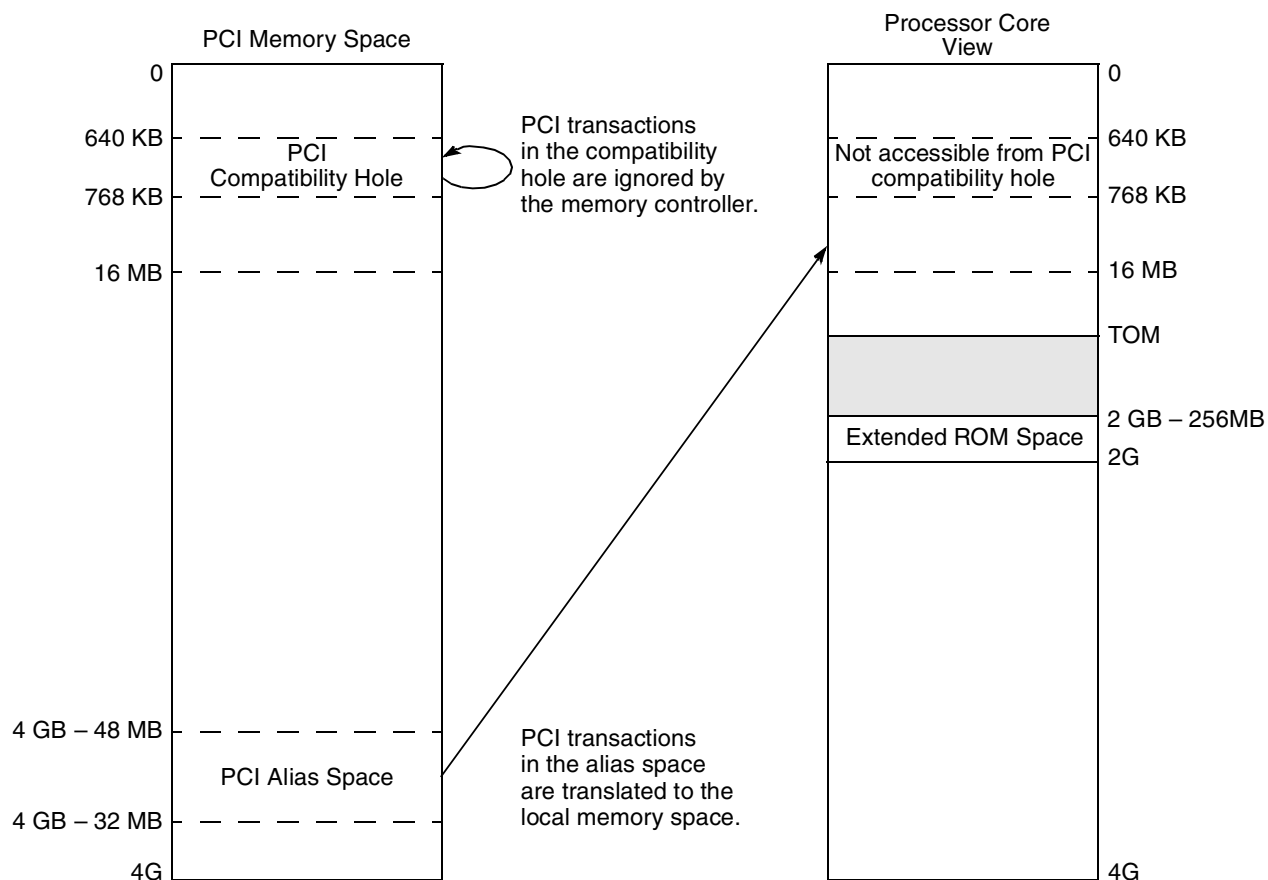 PCI Memory Space
0
640 KB
PCI
Compatibility Hole
768 KB
16 MB
4 GB – 48 MB
PCI Alias Space
4 GB – 32 MB
4G
PCI transactions
in the compatibility
hole are ignored by
the memory controller.
PCI transactions
in the alias space
are translated to the
local memory space.
Processor Core
View
0
640 KB
Not accessible from PCI
compatibility hole
768 KB
16 MB
TOM
2 GB – 256MB
Extended ROM Space
2G
4G